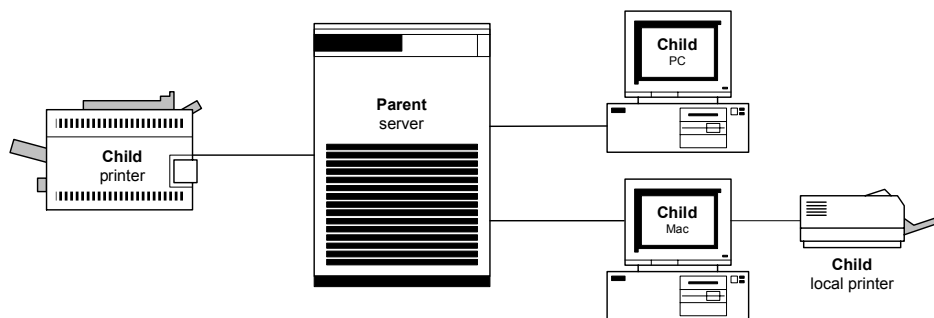 Child
printer
Parent
server
Child
PC
Child
Mac
Child
local printer